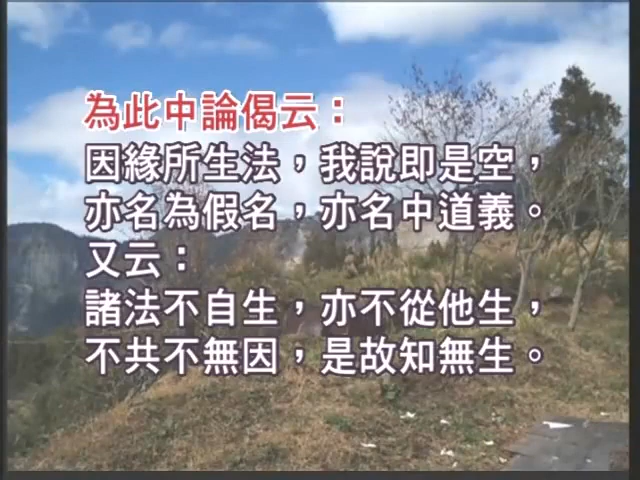 為此中論偈云：
因緣所生法，我說即是空，
亦名為假名，亦名中道義。
又云：
諸法不自生，亦不從他生，
不共不無因，是故知無生。